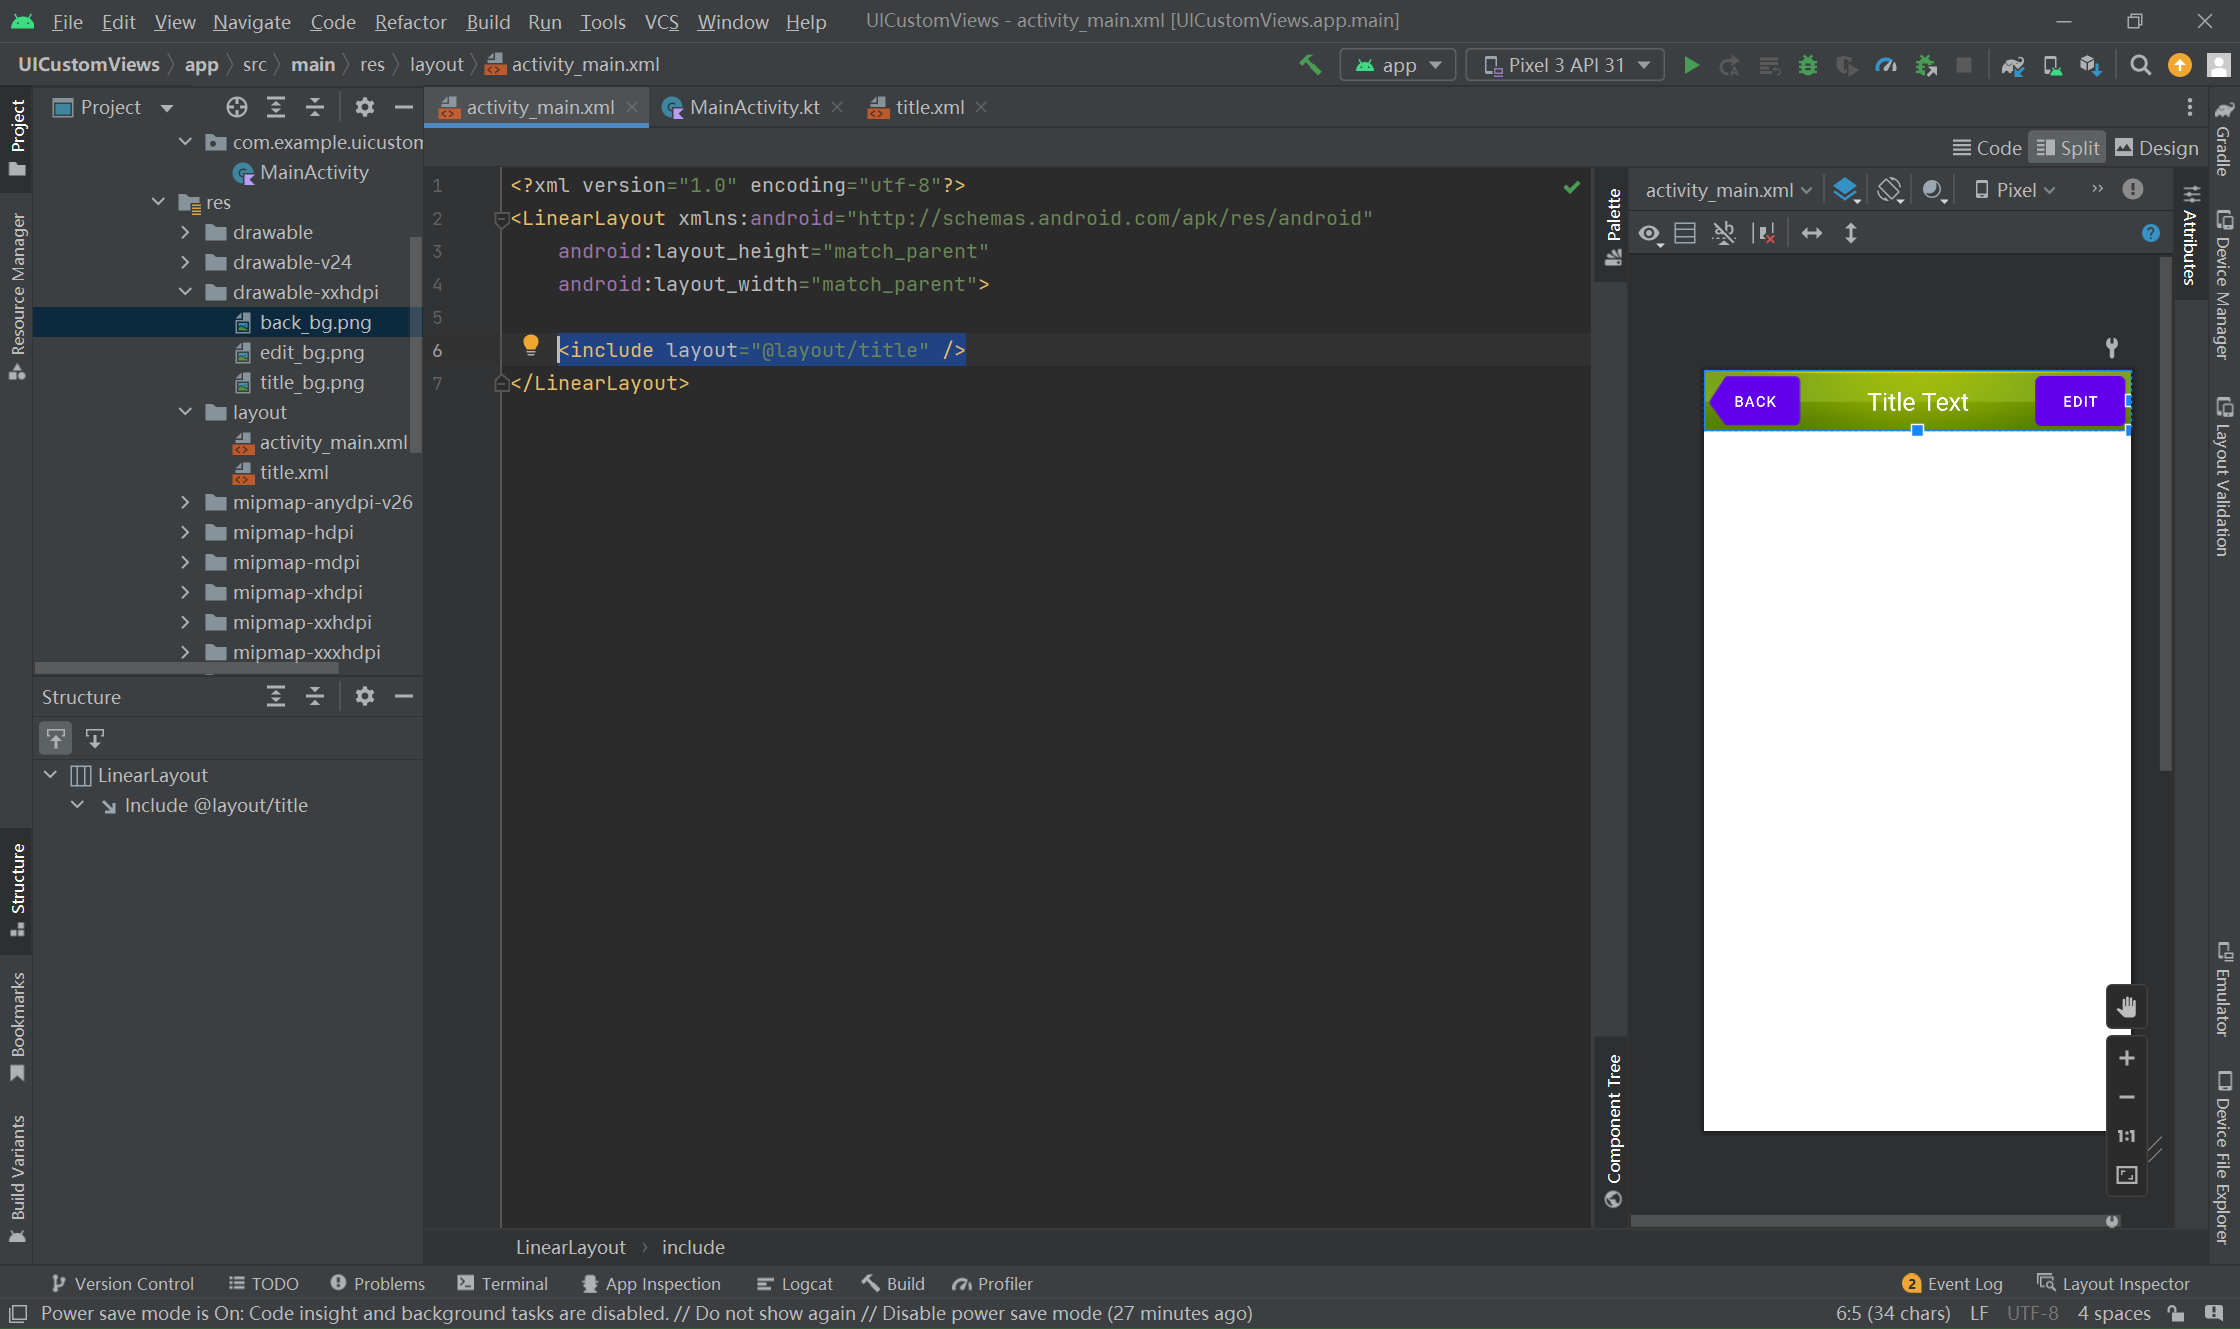 File Edit View Navigate Code Refactor Build Run Tools VCS Window Help UICustomViews - activity_main.xml [UICustomViews.app.main]
UICustomViews app src main res layout activity_main.xml app Pixel 3 API 31
Project activity_main.xml MainActivity.kt title.xml
Code Split Design
com.example.uicustom
MainActivity
res
drawable
drawable-v24
drawable-xxhdpi
back_bg.png
edit_bg.png
title_bg.png
layout
activity_main.xml
title.xml
mipmap-anydpi-v26
mipmap-hdpi
mipmap-mdpi
mipmap-xhdpi
mipmap-xxhdpi
mipmap-xxxhdpi
Structure
LinearLayout
Include @layout/title
1 <?xml version="1.0" encoding="utf-8"?>
2 <LinearLayout xmlns:android="http://schemas.android.com/apk/res/android"
3 android:layout_height="match_parent"
4 android:layout_width="match_parent">
5
6 <include layout="@layout/title" />
7 </LinearLayout>
LinearLayout › include
activity_main.xml Pixel »
BACK Title Text EDIT
1:1
Project
Resource Manager
Structure
Bookmarks
Build Variants
Palette
Component Tree
Attributes
Gradle
Device Manager
Layout Validation
Emulator
Device File Explorer
Version Control TODO Problems Terminal App Inspection Logcat Build Profiler 2 Event Log Layout Inspector
Power save mode is On: Code insight and background tasks are disabled. // Do not show again // Disable power save mode (27 minutes ago) 6:5 (34 chars) LF UTF-8 4 spaces